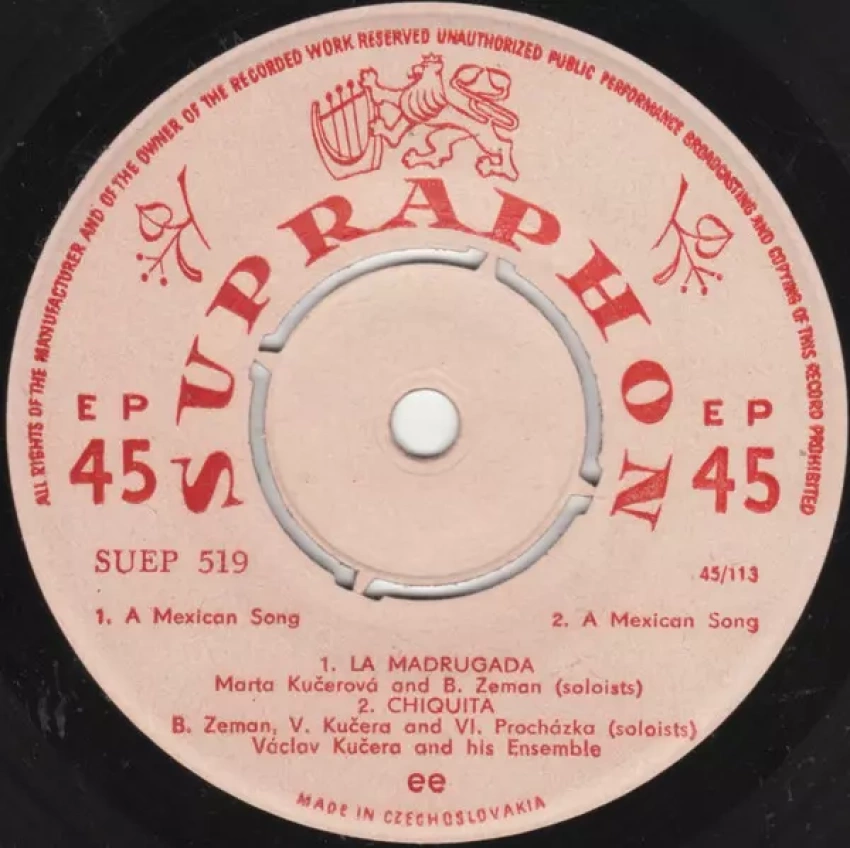 ALL RIGHTS OF THE MANUFACTURER AND OF THE OWNER OF THE RECORDED WORK RESERVED UNAUTHORIZED PUBLIC PERFORMANCE BROADCASTING AND COPYING OF THIS RECORD PROHIBITED
SUPRAPHON
EP
45
EP
45
SUEP 519
45/113
1. A Mexican Song
2. A Mexican Song
1. LA MADRUGADA
Marta Kučerová and B. Zeman (soloists)
2. CHIQUITA
B. Zeman, V. Kučera and Vl. Procházka (soloists)
Václav Kučera and his Ensemble
ee
MADE IN CZECHOSLOVAKIA